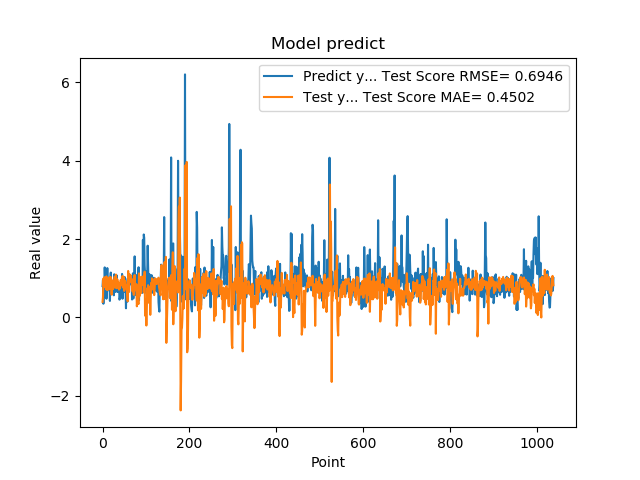 Model predict
Predict y... Test Score RMSE= 0.6946
Test y... Test Score MAE= 0.4502
Real value
6
4
2
0
−2
0 200 400 600 800 1000
Point